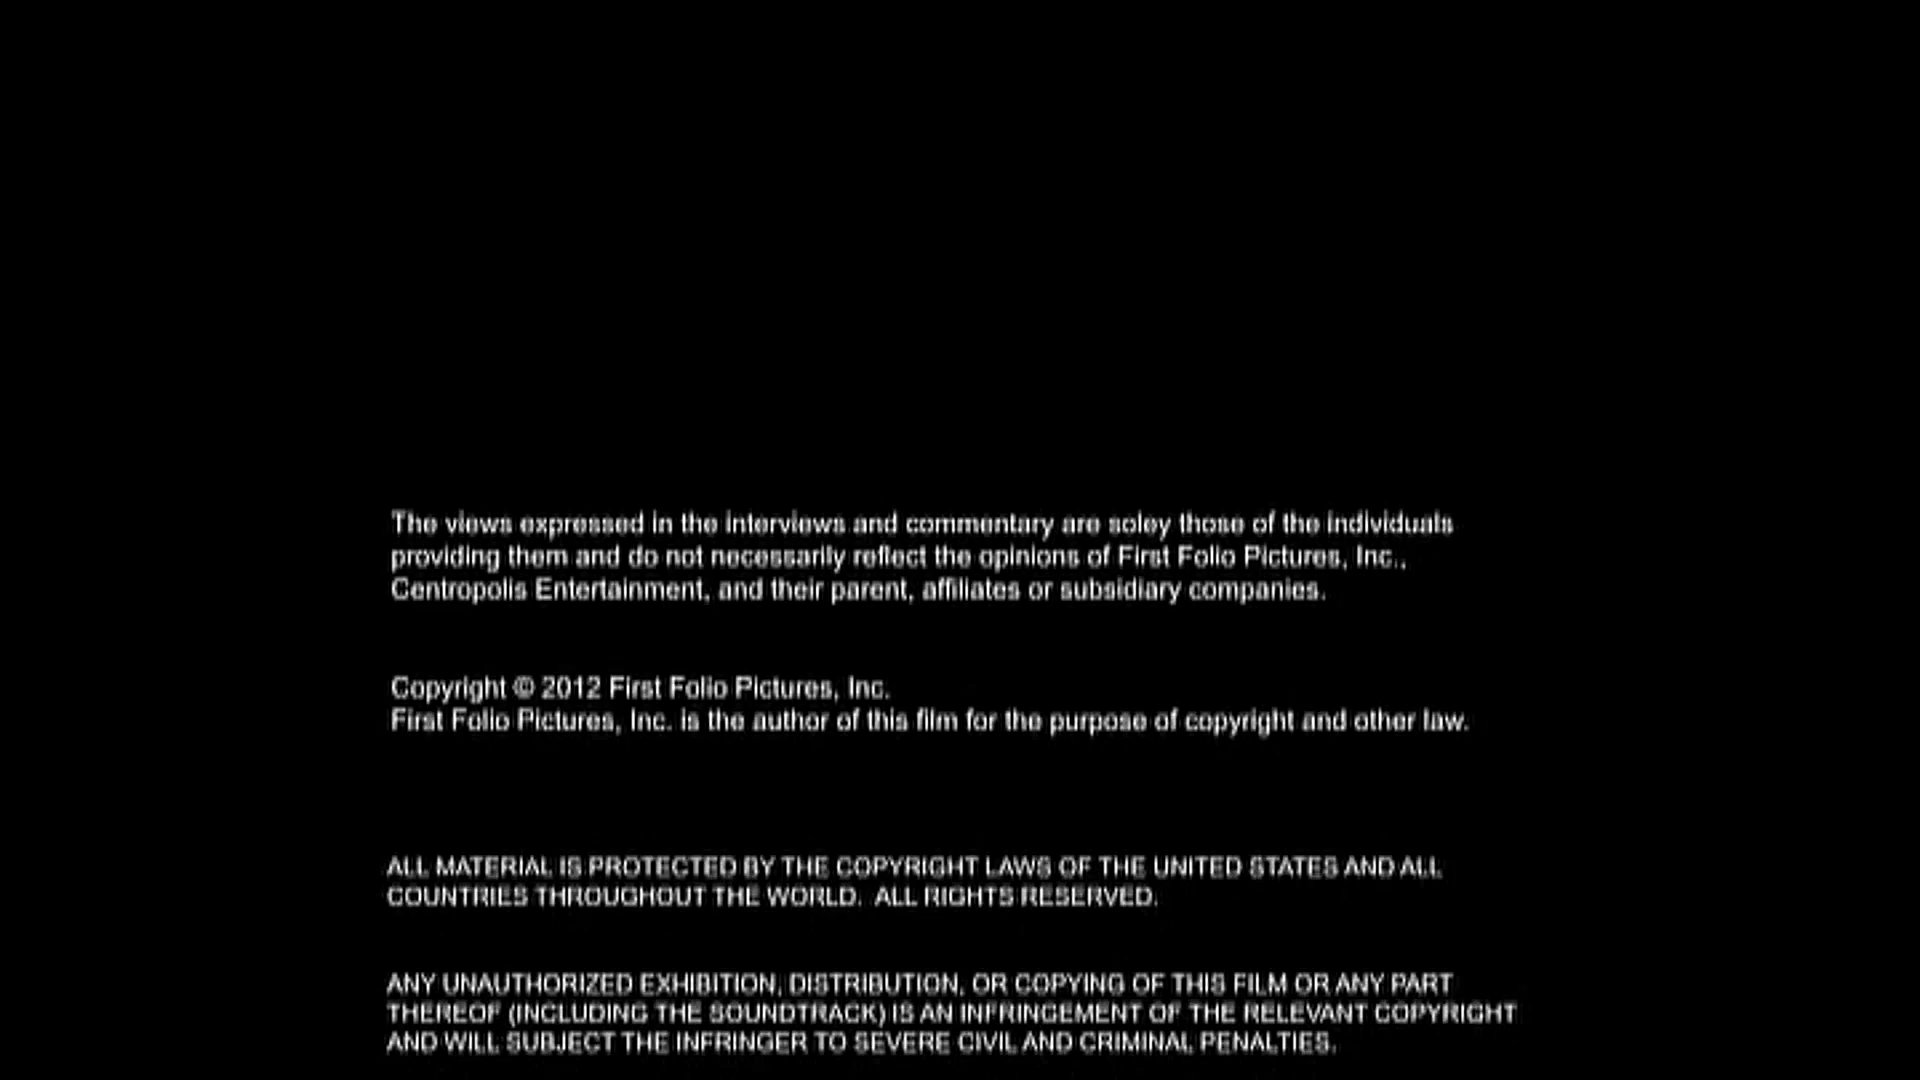 The views expressed in the interviews and commentary are soley those of the individuals
providing them and do not necessarily reflect the opinions of First Folio Pictures, Inc.,
Centropolis Entertainment, and their parent, affiliates or subsidiary companies.
Copyright © 2012 First Folio Pictures, Inc.
First Folio Pictures, Inc. is the author of this film for the purpose of copyright and other law.
ALL MATERIAL IS PROTECTED BY THE COPYRIGHT LAWS OF THE UNITED STATES AND ALL
COUNTRIES THROUGHOUT THE WORLD.  ALL RIGHTS RESERVED.
ANY UNAUTHORIZED EXHIBITION, DISTRIBUTION, OR COPYING OF THIS FILM OR ANY PART
THEREOF (INCLUDING THE SOUNDTRACK) IS AN INFRINGEMENT OF THE RELEVANT COPYRIGHT
AND WILL SUBJECT THE INFRINGER TO SEVERE CIVIL AND CRIMINAL PENALTIES.